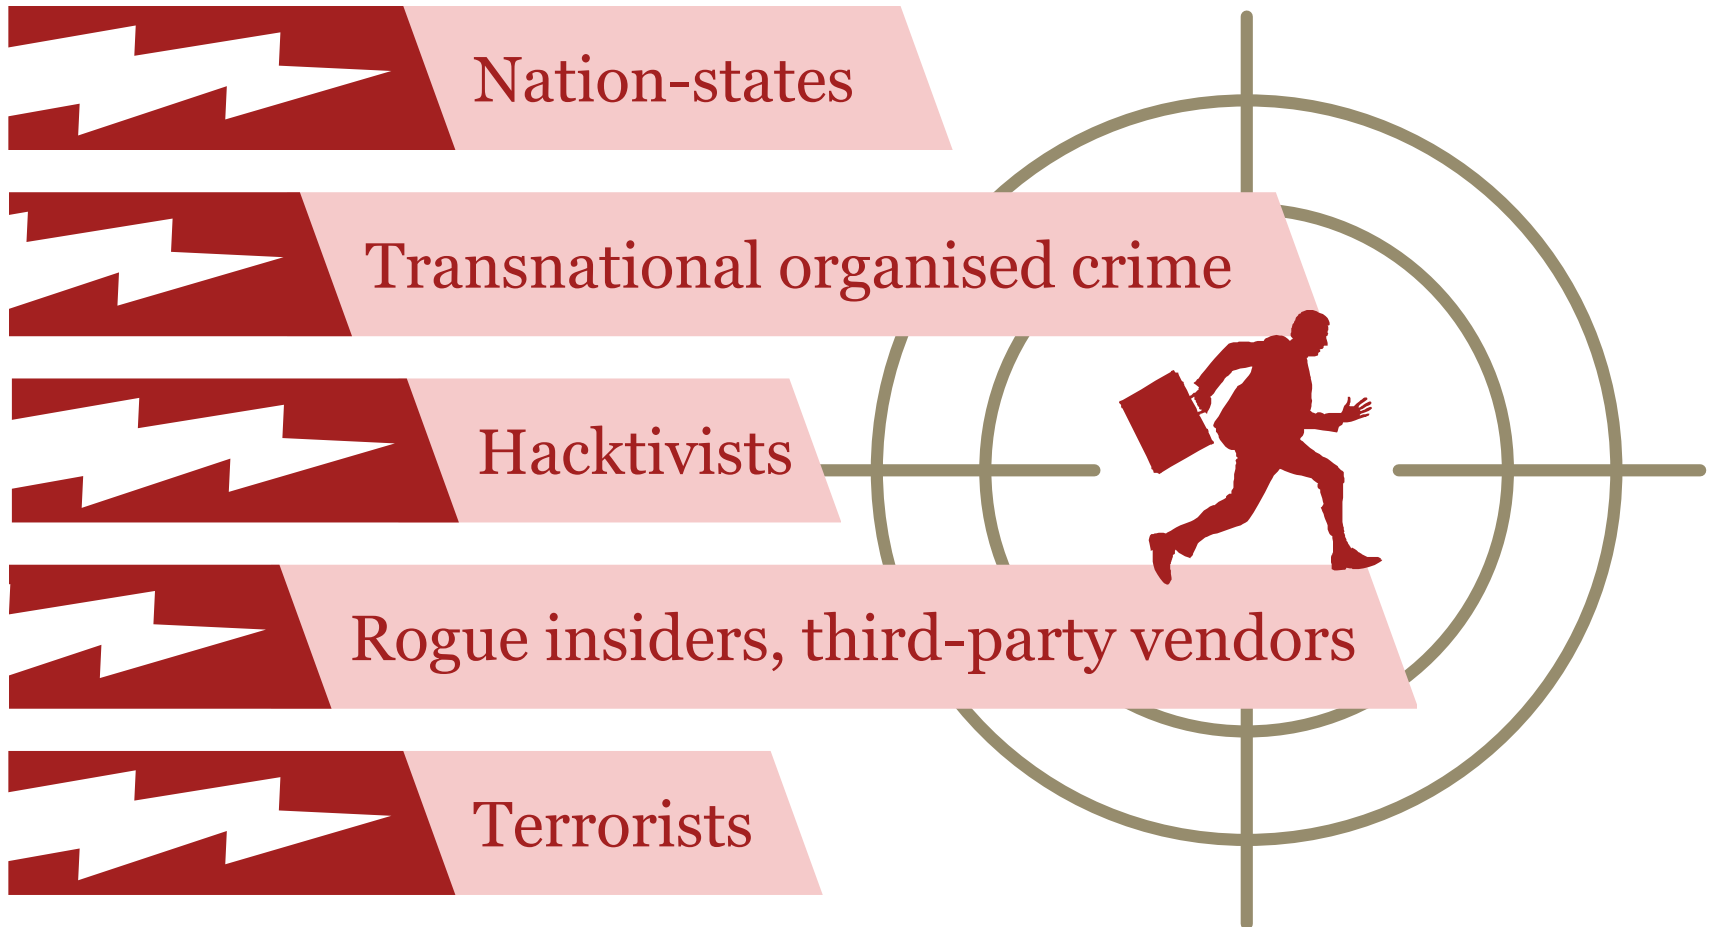 Nation-states
Transnational organised crime
Hacktivists
Rogue insiders, third-party vendors
Terrorists